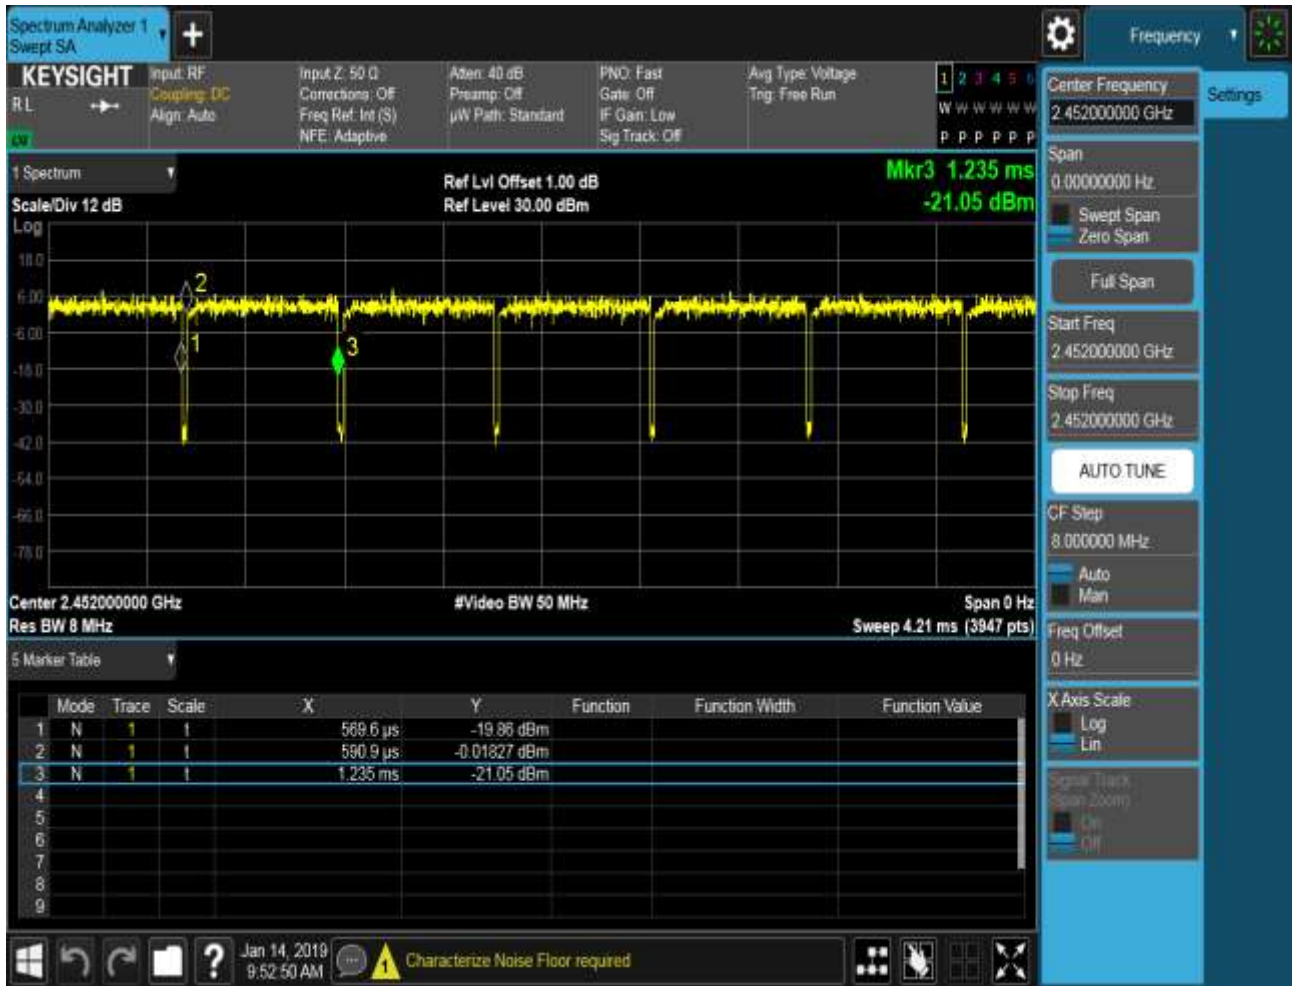 Spectrum Analyzer 1
Swept SA
Frequency
KEYSIGHT
R L
Input: RF
Coupling: DC
Align: Auto
Input Z: 50 Ω
Corrections: Off
Freq Ref: Int (S)
NFE: Adaptive
Atten: 40 dB
Preamp: Off
µW Path: Standard
PNO: Fast
Gate: Off
IF Gain: Low
Sig Track: Off
Avg Type: Voltage
Trig: Free Run
1 2 3 4 5 6
W W W W W W
P P P P P P
1 Spectrum
Scale/Div 12 dB
Ref Lvl Offset 1.00 dB
Ref Level 30.00 dBm
Mkr3 1.235 ms
-21.05 dBm
Log
18.0
6.00
-6.00
-18.0
-30.0
-42.0
-54.0
-66.0
-78.0
2
1
3
Center 2.452000000 GHz
Res BW 8 MHz
#Video BW 50 MHz
Span 0 Hz
Sweep 4.21 ms (3947 pts)
5 Marker Table
Mode Trace Scale X Y Function Function Width Function Value
1 N 1 t 569.6 µs -19.86 dBm
2 N 1 t 590.9 µs -0.01827 dBm
3 N 1 t 1.235 ms -21.05 dBm
4
5
6
7
8
9
Center Frequency
2.452000000 GHz
Settings
Span
0.00000000 Hz
Swept Span
Zero Span
Full Span
Start Freq
2.452000000 GHz
Stop Freq
2.452000000 GHz
AUTO TUNE
CF Step
8.000000 MHz
Auto
Man
Freq Offset
0 Hz
X Axis Scale
Log
Lin
Signal Track
(Span Zoom)
On
Off
?
Jan 14, 2019
9:52:50 AM
1
Characterize Noise Floor required